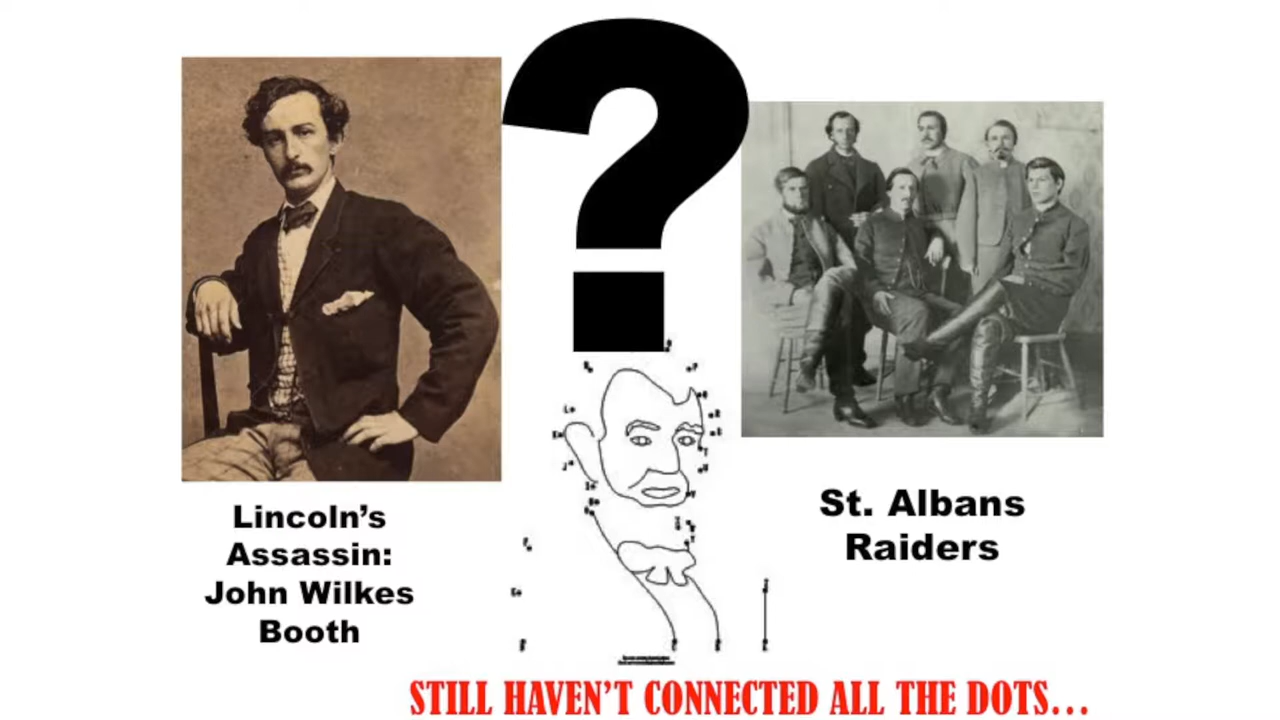 ?
Lincoln's
Assassin:
John Wilkes
Booth
St. Albans
Raiders
STILL HAVEN'T CONNECTED ALL THE DOTS...